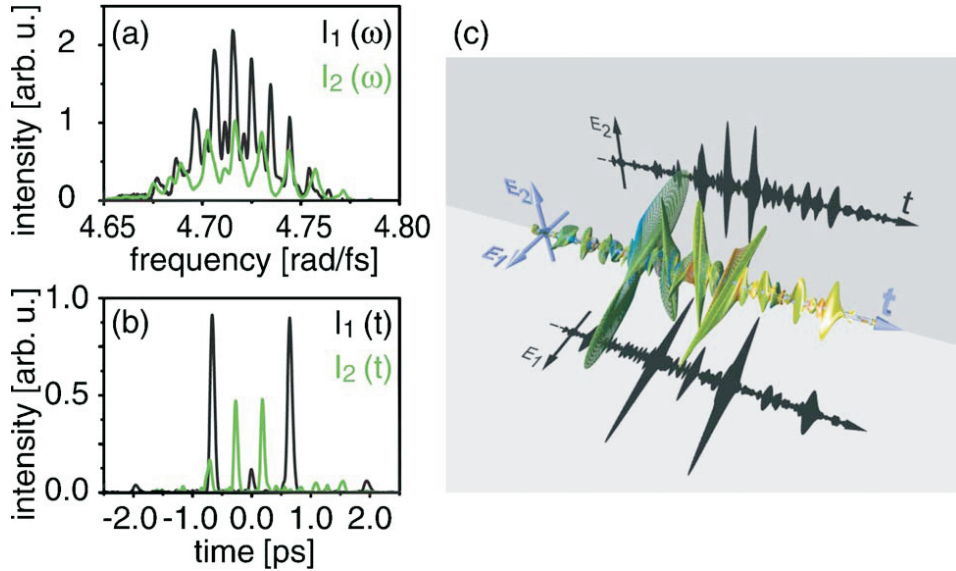 (a)
I₁ (ω)
I₂ (ω)
intensity [arb. u.]
2
1
0
4.65 4.70 4.75 4.80
frequency [rad/fs]
(b)
I₁ (t)
I₂ (t)
intensity [arb. u.]
1.0
0.5
0.0
-2.0 -1.0 0.0 1.0 2.0
time [ps]
(c)
E₂
t
E₂
E₁
t
E₁